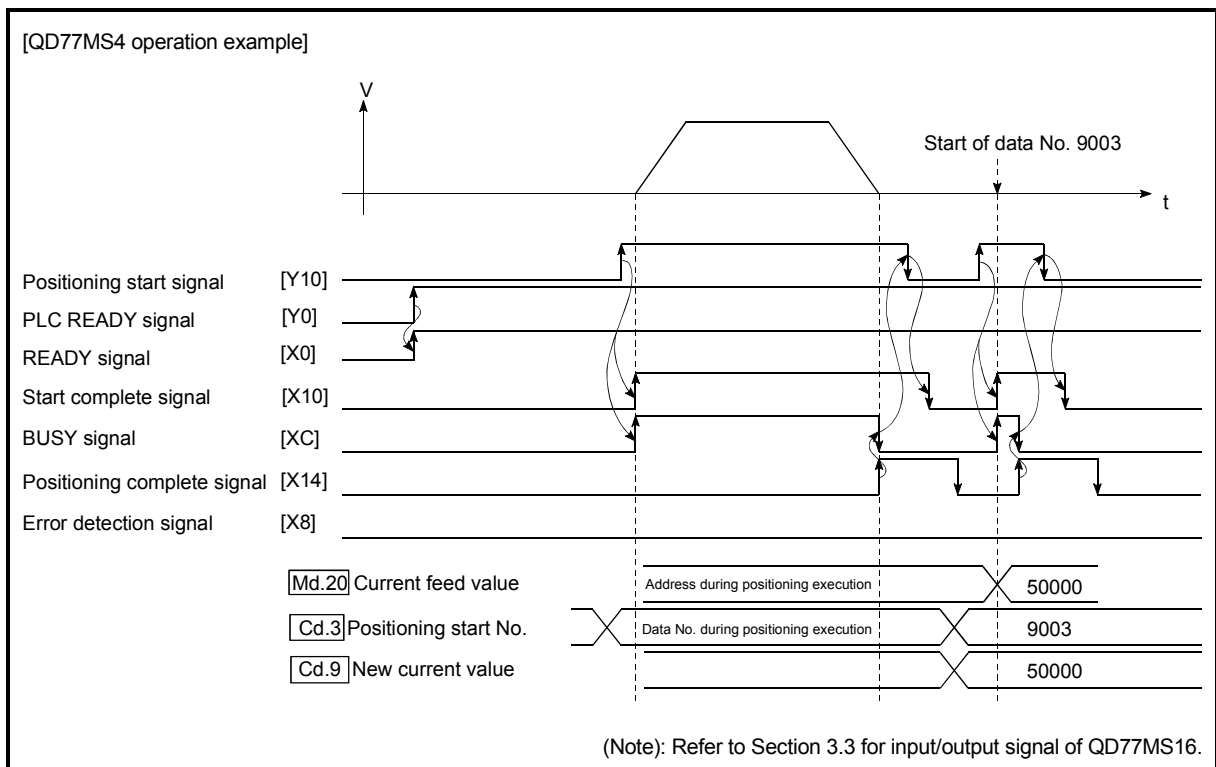 [QD77MS4 operation example]
V
Start of data No. 9003
t
Positioning start signal [Y10]
PLC READY signal [Y0]
READY signal [X0]
Start complete signal [X10]
BUSY signal [XC]
Positioning complete signal [X14]
Error detection signal [X8]
Md.20 Current feed value Address during positioning execution 50000
Cd.3 Positioning start No. Data No. during positioning execution 9003
Cd.9 New current value 50000
(Note): Refer to Section 3.3 for input/output signal of QD77MS16.